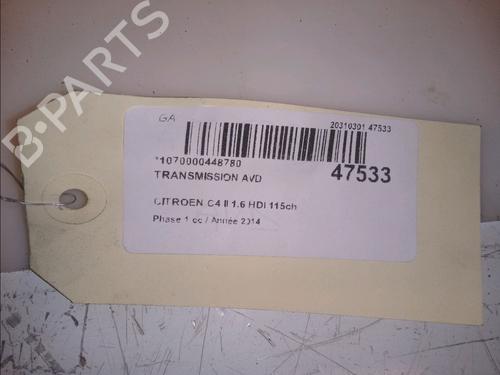 B-PARTS
GA
20310301 47533
*1070000448780
47533
TRANSMISSION AVD
CITROEN C4 II 1.6 HDI 115ch
Phase 1 cc / Année 2014